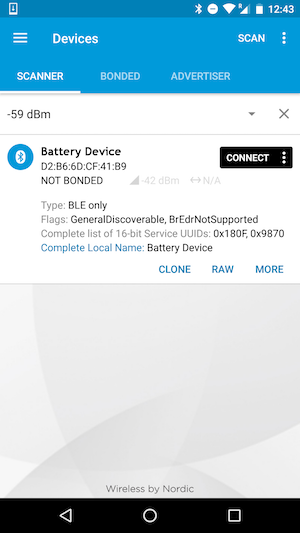 12:43
Devices
SCAN
SCANNER
BONDED
ADVERTISER
-59 dBm
Battery Device
D2:B6:6D:CF:41:B9
CONNECT
NOT BONDED
-42 dBm
N/A
Type: BLE only
Flags: GeneralDiscoverable, BrEdrNotSupported
Complete list of 16-bit Service UUIDs: 0x180F, 0x9870
Complete Local Name: Battery Device
CLONE
RAW
MORE
Wireless by Nordic